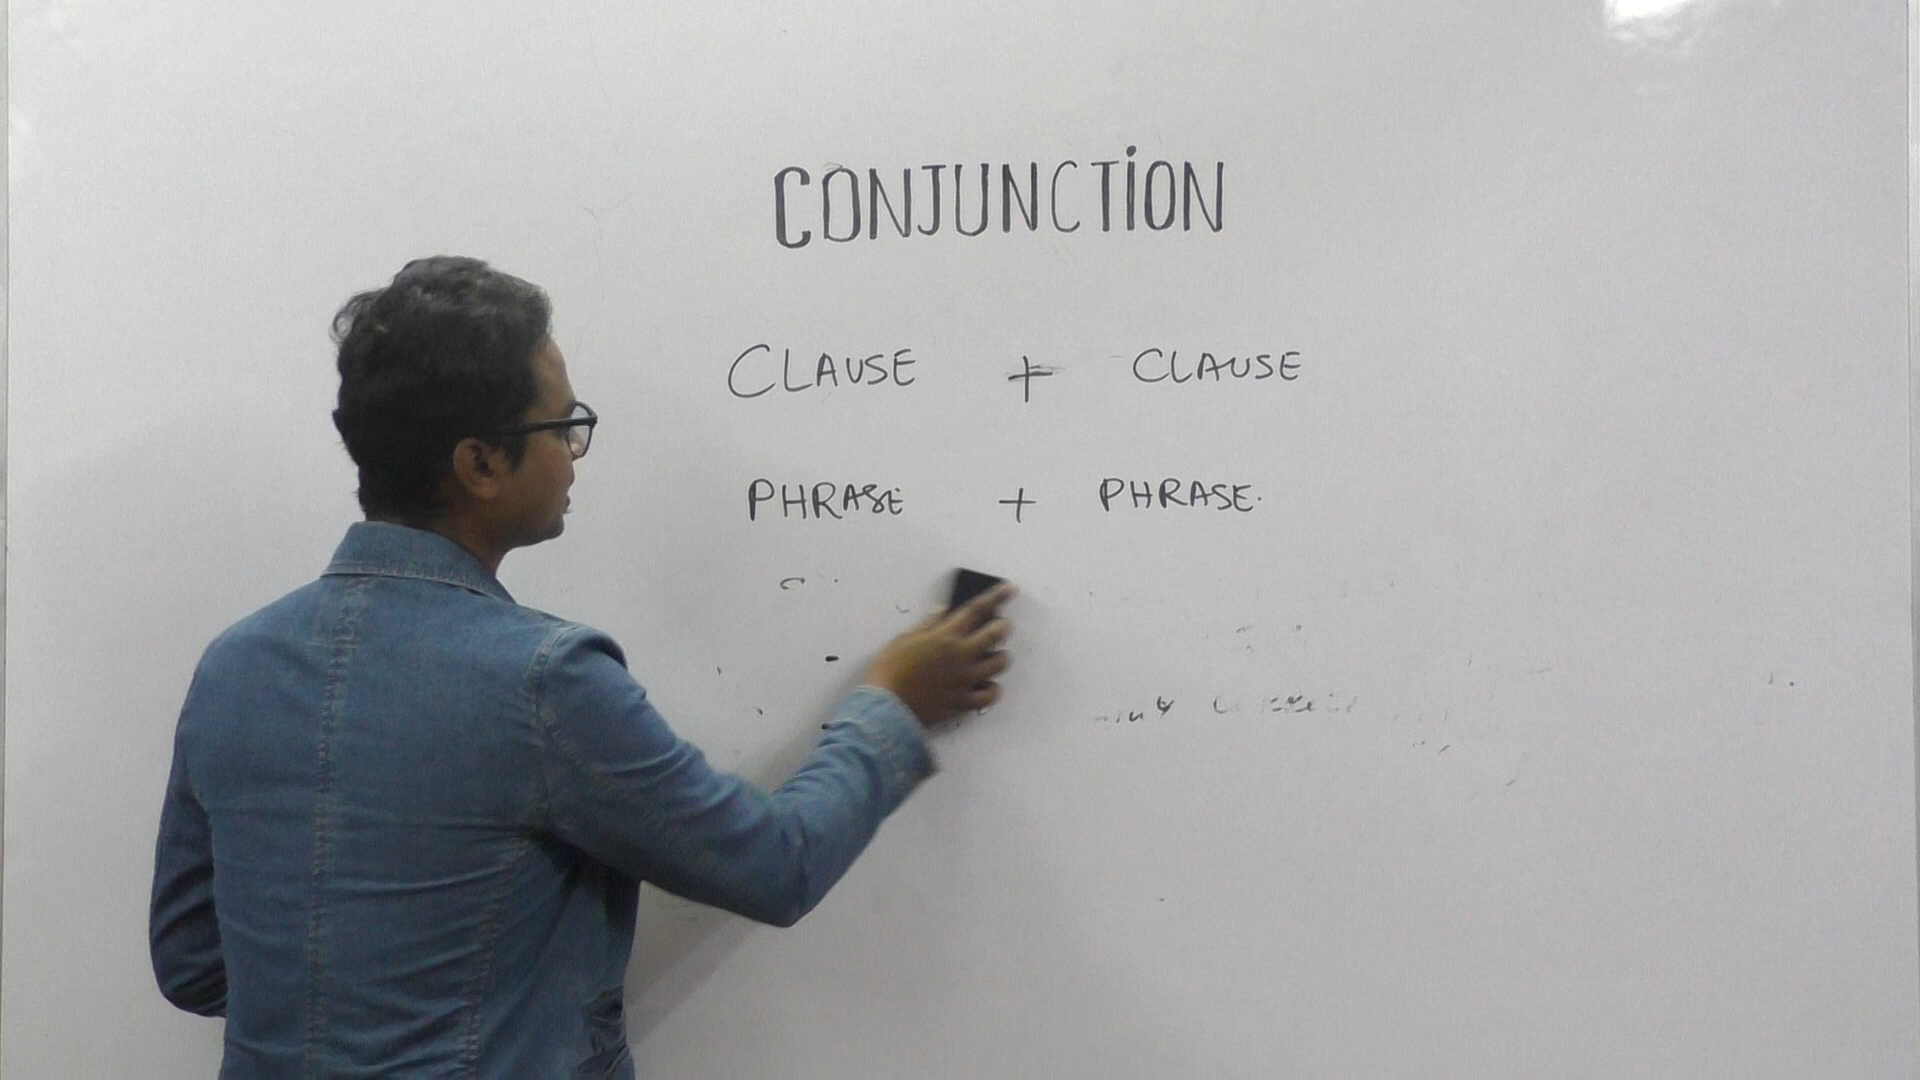 CONJUNCTION
CLAUSE + CLAUSE
PHRASE + PHRASE.